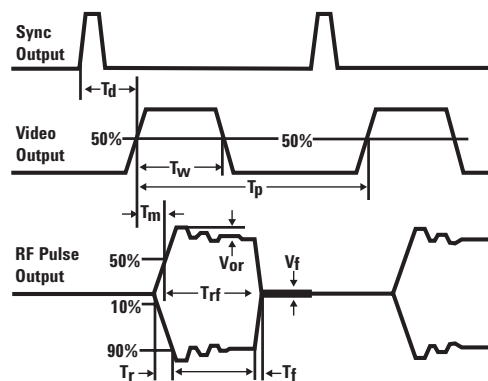 Sync
Output
Td
Video
Output
50%
50%
Tw
Tp
Tm
RF Pulse
Output
50%
Vor
Vf
Trf
10%
90%
Tr
Tf